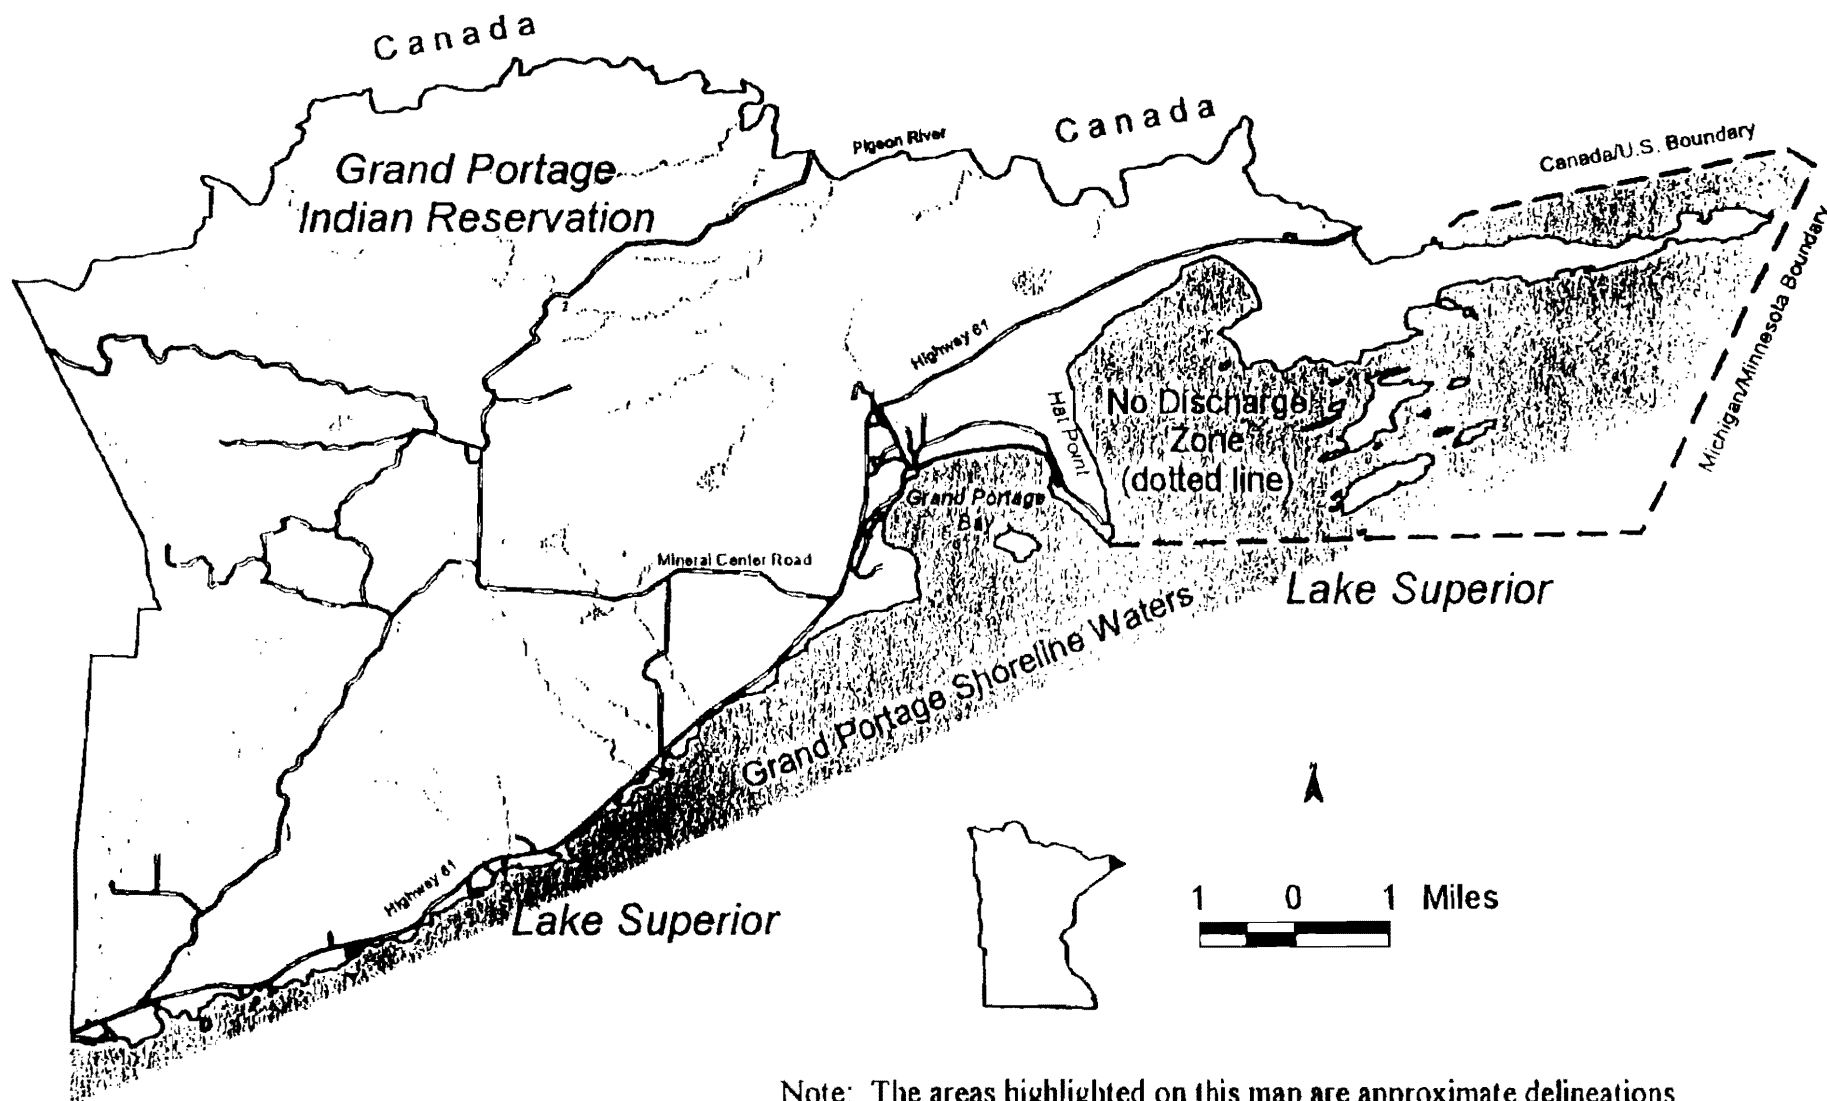 Canada
Canada
Pigeon River
Canada/U.S. Boundary
Grand Portage
Indian Reservation
Michigan/Minnesota Boundary
Highway 61
Hat Point
No Discharge
Zone
(dotted line)
Grand Portage
Bay
Mineral Center Road
Lake Superior
Grand Portage Shoreline Waters
Highway 61
Lake Superior
1 0 1 Miles
Note: The areas highlighted on this map are approximate delineations